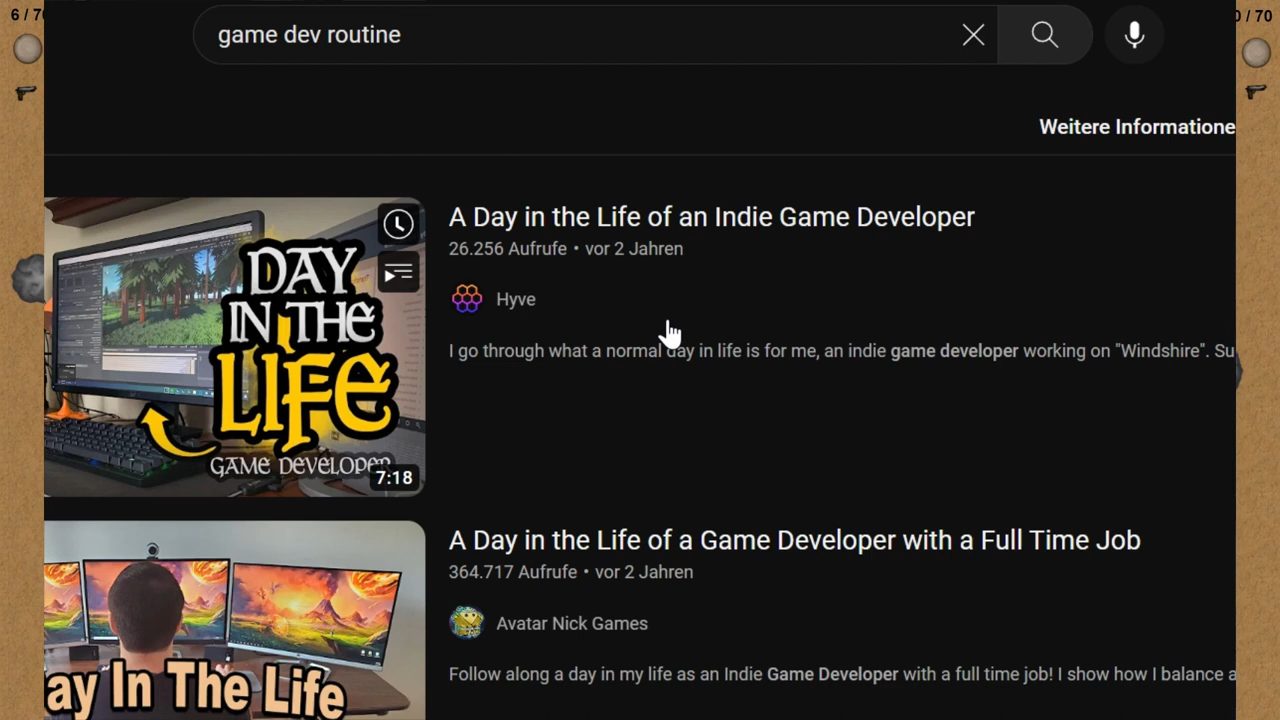 6 / 70
game dev routine
0 / 70
Weitere Informatione
DAY
IN THE
LIFE
GAME DEVELOPER
7:18
A Day in the Life of an Indie Game Developer
26.256 Aufrufe • vor 2 Jahren
Hyve
I go through what a normal day in life is for me, an indie game developer working on "Windshire". Su
ay In The Life
A Day in the Life of a Game Developer with a Full Time Job
364.717 Aufrufe • vor 2 Jahren
Avatar Nick Games
Follow along a day in my life as an Indie Game Developer with a full time job! I show how I balance a